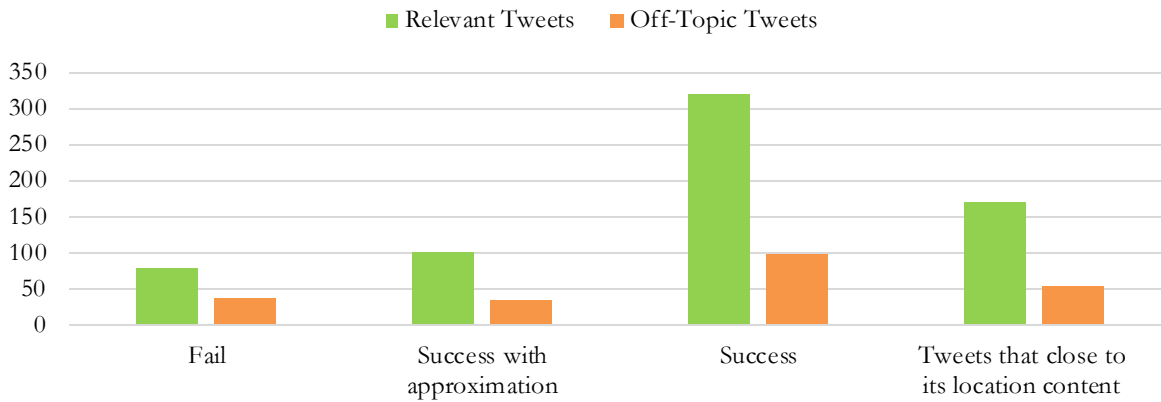 Relevant Tweets Off-Topic Tweets
350
300
250
200
150
100
50
0
Fail
Success with
approximation
Success
Tweets that close to
its location content